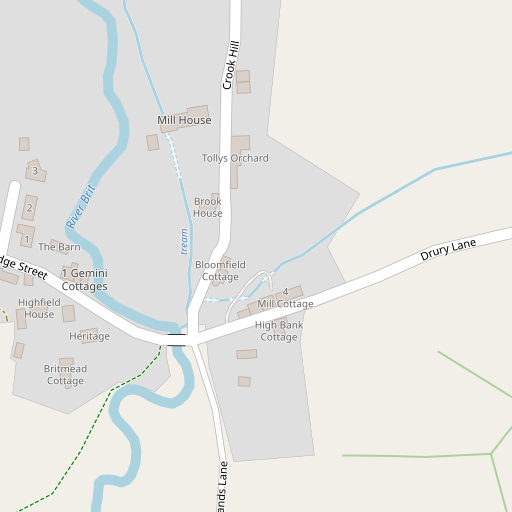 Crook Hill
Mill House
Tollys Orchard
3
2
Brook
House
River Brit
1
The Barn
tream
Drury Lane
dge Street
1 Gemini
Cottages
Bloomfield
Cottage
4
Mill Cottage
Highfield
House
High Bank
Cottage
Heritage
Britmead
Cottage
ands Lane